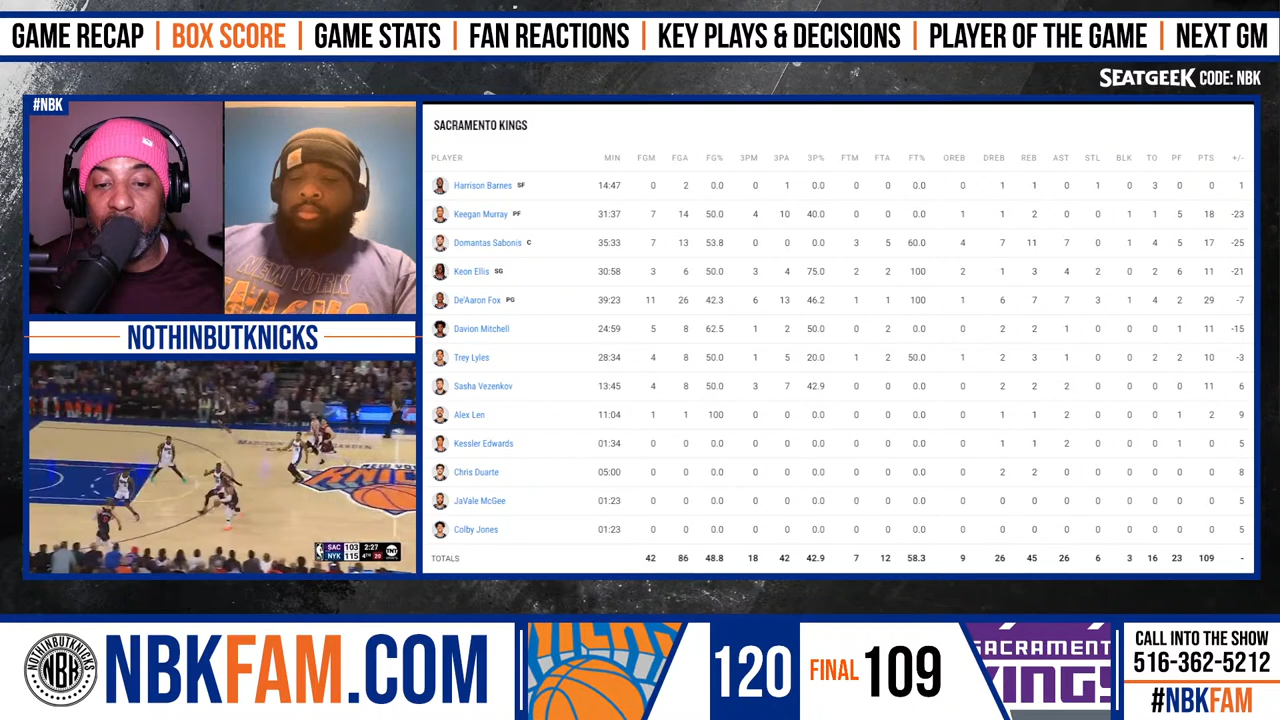 GAME RECAP | BOX SCORE | GAME STATS | FAN REACTIONS | KEY PLAYS & DECISIONS | PLAYER OF THE GAME | NEXT GM
SEATGEEK CODE: NBK
#NBK
NEW YORK
NOTHINBUTKNICKS
SAC 103 2:27
NYK 115 4TH 20
TNT
SACRAMENTO KINGS
PLAYER MIN FGM FGA FG% 3PM 3PA 3P% FTM FTA FT% OREB DREB REB AST STL BLK TO PF PTS +/-
Harrison Barnes SF 14:47 0 2 0.0 0 1 0.0 0 0 0.0 0 1 1 0 1 0 3 0 0 1
Keegan Murray PF 31:37 7 14 50.0 4 10 40.0 0 0 0.0 1 1 2 0 0 1 1 5 18 -23
Domantas Sabonis C 35:33 7 13 53.8 0 0 0.0 3 5 60.0 4 7 11 7 0 1 4 5 17 -25
Keon Ellis SG 30:58 3 6 50.0 3 4 75.0 2 2 100 2 1 3 4 2 0 2 6 11 -21
De'Aaron Fox PG 39:23 11 26 42.3 6 13 46.2 1 1 100 1 6 7 7 3 1 4 2 29 -7
Davion Mitchell 24:59 5 8 62.5 1 2 50.0 0 0 0.0 0 2 2 1 0 0 0 1 11 -15
Trey Lyles 28:34 4 8 50.0 1 5 20.0 1 2 50.0 1 2 3 1 0 0 2 2 10 -3
Sasha Vezenkov 13:45 4 8 50.0 3 7 42.9 0 0 0.0 0 2 2 2 0 0 0 0 11 6
Alex Len 11:04 1 1 100 0 0 0.0 0 0 0.0 0 1 1 2 0 0 0 1 2 9
Kessler Edwards 01:34 0 0 0.0 0 0 0.0 0 0 0.0 0 1 1 2 0 0 0 1 0 5
Chris Duarte 05:00 0 0 0.0 0 0 0.0 0 0 0.0 0 2 2 0 0 0 0 0 0 8
JaVale McGee 01:23 0 0 0.0 0 0 0.0 0 0 0.0 0 0 0 0 0 0 0 0 0 5
Colby Jones 01:23 0 0 0.0 0 0 0.0 0 0 0.0 0 0 0 0 0 0 0 0 0 5
TOTALS 42 86 48.8 18 42 42.9 7 12 58.3 9 26 45 26 6 3 16 23 109 -
NOTHINBUTKNICKS
NBK
NBKFAM.COM
120 FINAL 109
SACRAMENTO
KINGS
CALL INTO THE SHOW
516-362-5212
#NBKFAM